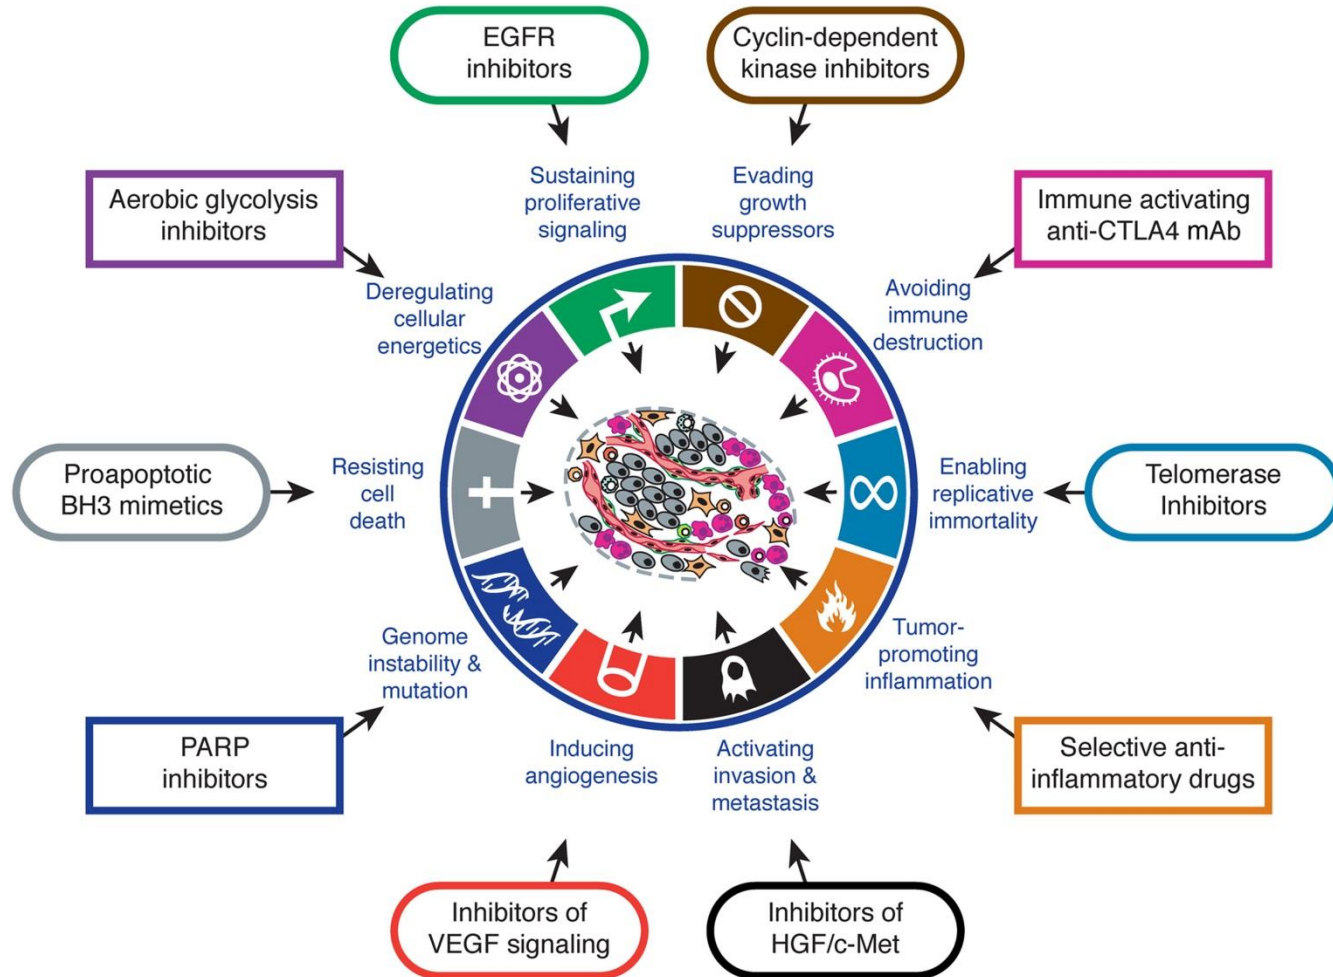 EGFR
inhibitors
Cyclin-dependent
kinase inhibitors
Sustaining
proliferative
signaling
Evading
growth
suppressors
Aerobic glycolysis
inhibitors
Immune activating
anti-CTLA4 mAb
Deregulating
cellular
energetics
Avoiding
immune
destruction
Proapoptotic
BH3 mimetics
Resisting
cell
death
Enabling
replicative
immortality
Telomerase
Inhibitors
Genome
instability &
mutation
Tumor-
promoting
inflammation
PARP
inhibitors
Inducing
angiogenesis
Activating
invasion &
metastasis
Selective anti-
inflammatory drugs
Inhibitors of
VEGF signaling
Inhibitors of
HGF/c-Met